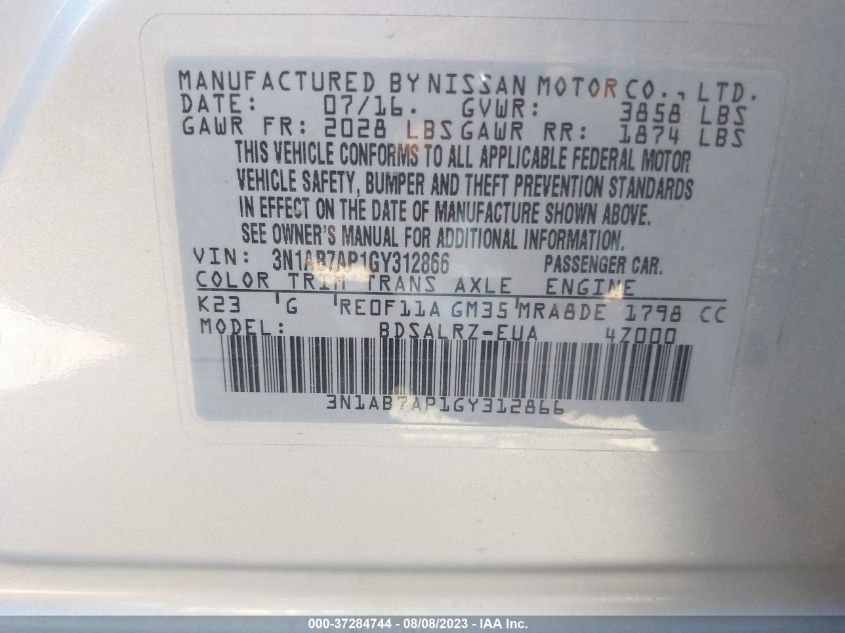 MANUFACTURED BY NISSAN MOTOR CO., LTD.
DATE: 07/16. GVWR: 3858 LBS
GAWR FR: 2028 LBS GAWR RR: 1874 LBS
THIS VEHICLE CONFORMS TO ALL APPLICABLE FEDERAL MOTOR
VEHICLE SAFETY, BUMPER AND THEFT PREVENTION STANDARDS
IN EFFECT ON THE DATE OF MANUFACTURE SHOWN ABOVE.
SEE OWNER'S MANUAL FOR ADDITIONAL INFORMATION.
VIN: 3N1AB7AP1GY312866 PASSENGER CAR.
COLOR TRIM TRANS AXLE ENGINE
K23 G RE0F11A GM35 MRA8DE 1798 CC
MODEL: BDSALRZ-EUA 4Z000
3N1AB7AP1GY312866
000-37284744 - 08/08/2023 - IAA Inc.